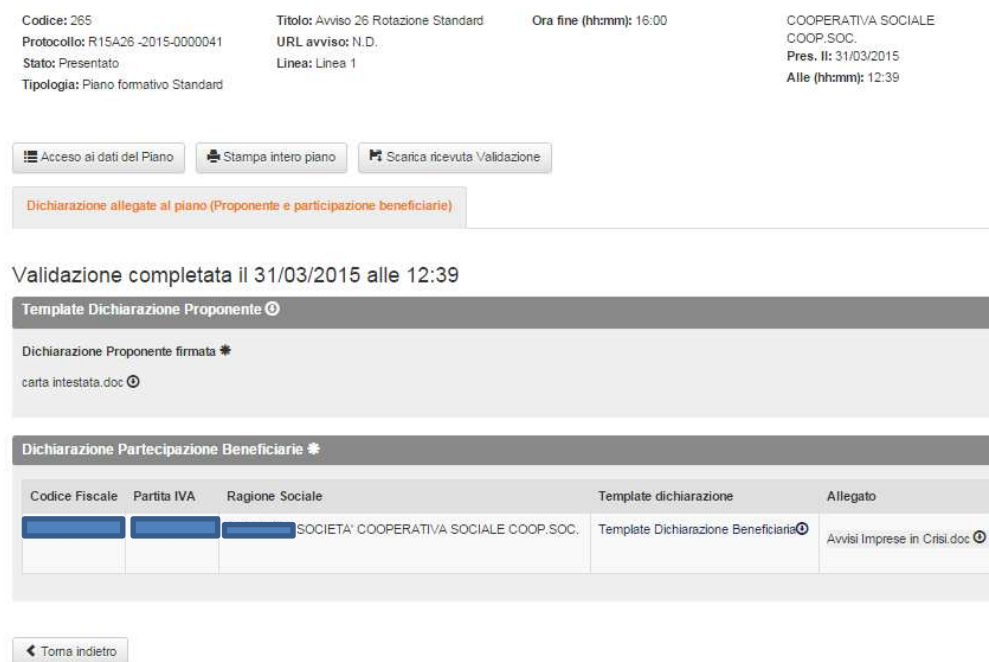 Codice: 265
Protocollo: R15A26 -2015-0000041
Stato: Presentato
Tipologia: Piano formativo Standard
Titolo: Avviso 26 Rotazione Standard
URL avviso: N.D.
Linea: Linea 1
Ora fine (hh:mm): 16:00
COOPERATIVA SOCIALE
COOP.SOC.
Pres. Il: 31/03/2015
Alle (hh:mm): 12:39
Acceso ai dati del Piano
Stampa intero piano
Scarica ricevuta Validazione
Dichiarazione allegate al piano (Proponente e participazione beneficiarie)
Validazione completata il 31/03/2015 alle 12:39
Template Dichiarazione Proponente
Dichiarazione Proponente firmata
carta intestata.doc
Dichiarazione Partecipazione Beneficiarie
Codice Fiscale Partita IVA Ragione Sociale Template dichiarazione Allegato
SOCIETA' COOPERATIVA SOCIALE COOP.SOC. Template Dichiarazione Beneficiaria Avvisi Imprese in Crisi.doc
Torna indietro